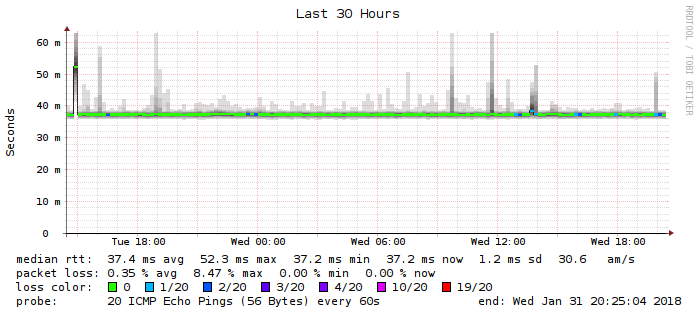 Last 30 Hours
RRDTOOL / TOBI OETIKER
Seconds
60 m
50 m
40 m
30 m
20 m
10 m
0
Tue 18:00 Wed 00:00 Wed 06:00 Wed 12:00 Wed 18:00
median rtt: 37.4 ms avg 52.3 ms max 37.2 ms min 37.2 ms now 1.2 ms sd 30.6 am/s
packet loss: 0.35 % avg 8.47 % max 0.00 % min 0.00 % now
loss color: 0 1/20 2/20 3/20 4/20 10/20 19/20
probe: 20 ICMP Echo Pings (56 Bytes) every 60s end: Wed Jan 31 20:25:04 2018